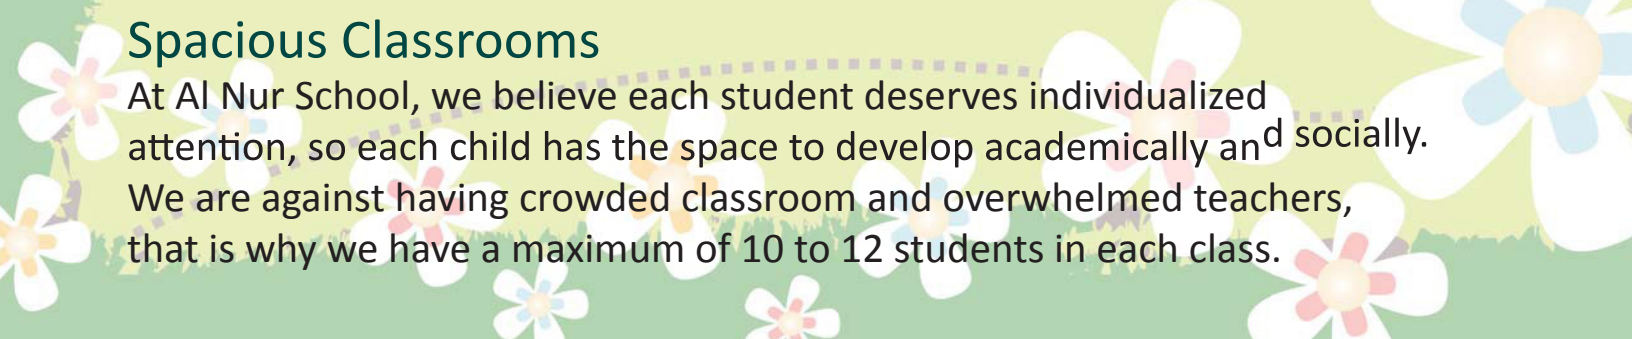 Spacious Classrooms
At Al Nur School, we believe each student deserves individualized
attention, so each child has the space to develop academically and socially.
We are against having crowded classroom and overwhelmed teachers,
that is why we have a maximum of 10 to 12 students in each class.